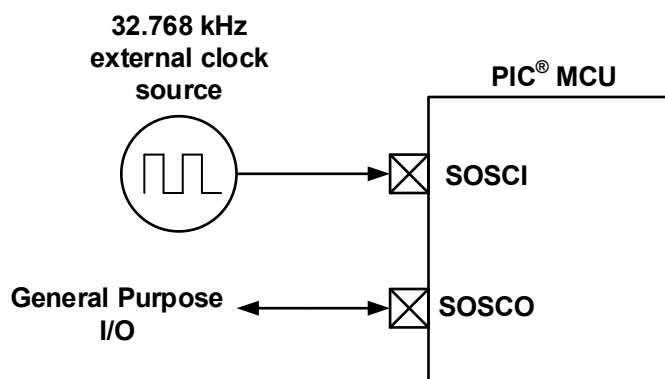 32.768 kHz
external clock
source
PIC® MCU
SOSCI
General Purpose
I/O
SOSCO